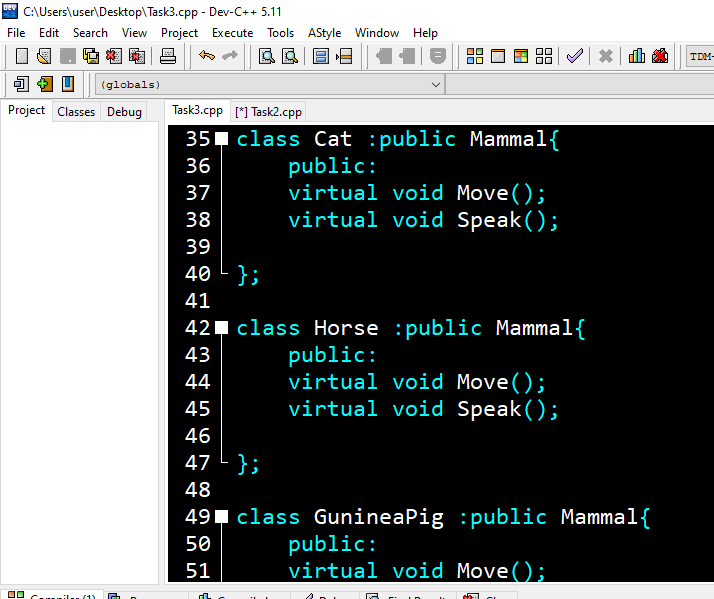 C:\Users\user\Desktop\Task3.cpp - Dev-C++ 5.11
File Edit Search View Project Execute Tools AStyle Window Help
TDM-
(globals)
Project Classes Debug
Task3.cpp [*] Task2.cpp
35 class Cat :public Mammal{
36 public:
37 virtual void Move();
38 virtual void Speak();
39
40 };
41
42 class Horse :public Mammal{
43 public:
44 virtual void Move();
45 virtual void Speak();
46
47 };
48
49 class GunineaPig :public Mammal{
50 public:
51 virtual void Move();
Compiler (1)